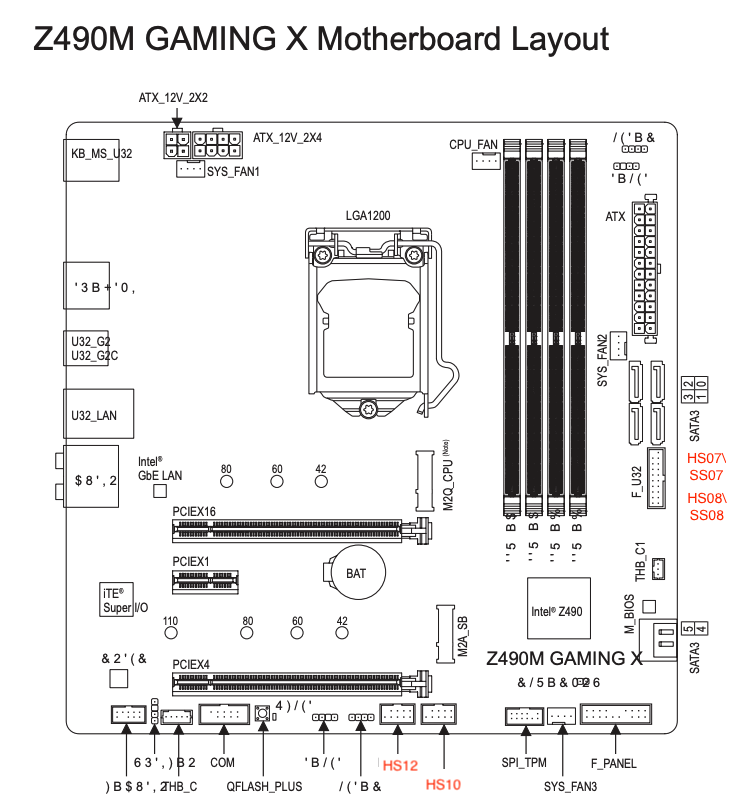 Z490M GAMING X Motherboard Layout
ATX_12V_2X2
KB_MS_U32
ATX_12V_2X4
SYS_FAN1
CPU_FAN
/ ( ' B &
' B / ( '
LGA1200
ATX
' 3 B + ' 0 ,
U32_G2
U32_G2C
SYS_FAN2
3 2
1 0
SATA3
U32_LAN
Intel®
GbE LAN
$ 8 ' , 2
80
60
42
M2Q_CPU (Note)
F_U32
HS07\
SS07
HS08\
SS08
PCIEX16
' ' 5 B $
' ' 5 B $
' ' 5 B %
' ' 5 B %
PCIEX1
BAT
THB_C1
iTE®
Super I/O
Intel® Z490
M_BIOS
110
80
60
42
M2A_SB
5 4
SATA3
& 2 ' ( &
PCIEX4
Z490M GAMING X
4 ) / ( '
6 3 ' , ) B 2
COM
' B / ( '
HS12
SPI_TPM
F_PANEL
) B $ 8 ' , 2
THB_C
QFLASH_PLUS
/ ( ' B &
HS10
SYS_FAN3